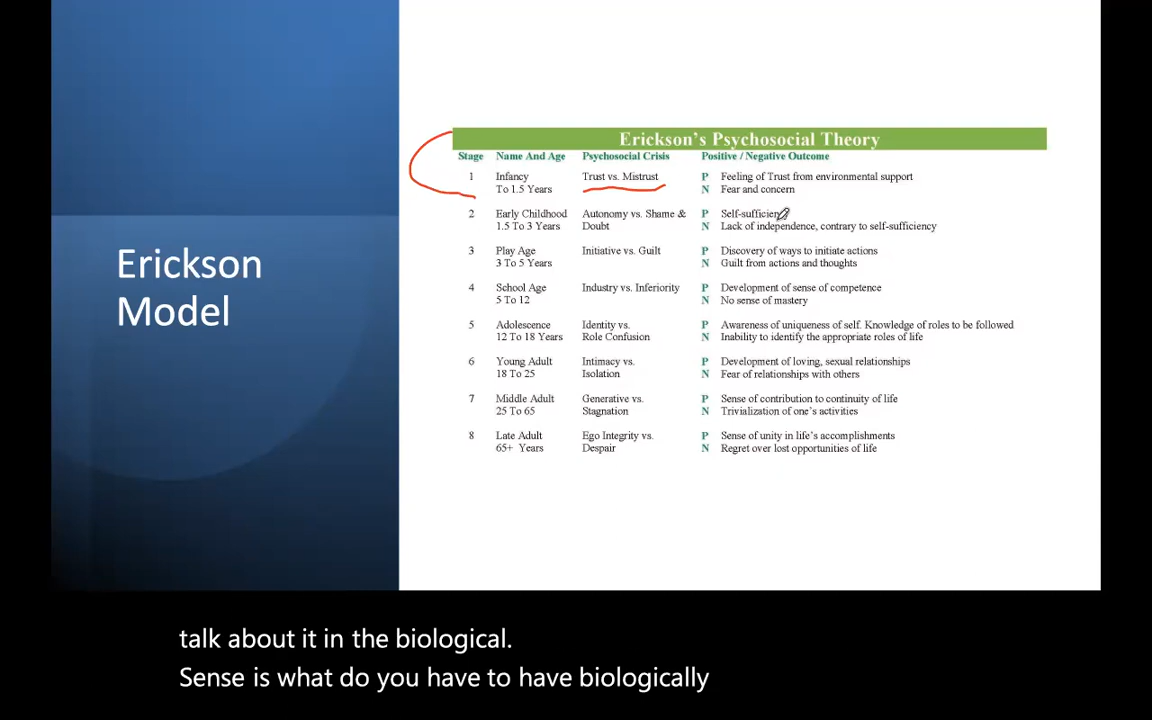 Erickson
Model
Erickson's Psychosocial Theory
Stage Name And Age Psychosocial Crisis Positive / Negative Outcome
1 Infancy Trust vs. Mistrust P Feeling of Trust from environmental support
To 1.5 Years N Fear and concern
2 Early Childhood Autonomy vs. Shame & P Self-sufficien
1.5 To 3 Years Doubt N Lack of independence, contrary to self-sufficiency
3 Play Age Initiative vs. Guilt P Discovery of ways to initiate actions
3 To 5 Years N Guilt from actions and thoughts
4 School Age Industry vs. Inferiority P Development of sense of competence
5 To 12 N No sense of mastery
5 Adolescence Identity vs. P Awareness of uniqueness of self. Knowledge of roles to be followed
12 To 18 Years Role Confusion N Inability to identify the appropriate roles of life
6 Young Adult Intimacy vs. P Development of loving, sexual relationships
18 To 25 Isolation N Fear of relationships with others
7 Middle Adult Generative vs. P Sense of contribution to continuity of life
25 To 65 Stagnation N Trivialization of one's activities
8 Late Adult Ego Integrity vs. P Sense of unity in life's accomplishments
65+ Years Despair N Regret over lost opportunities of life
talk about it in the biological.
Sense is what do you have to have biologically